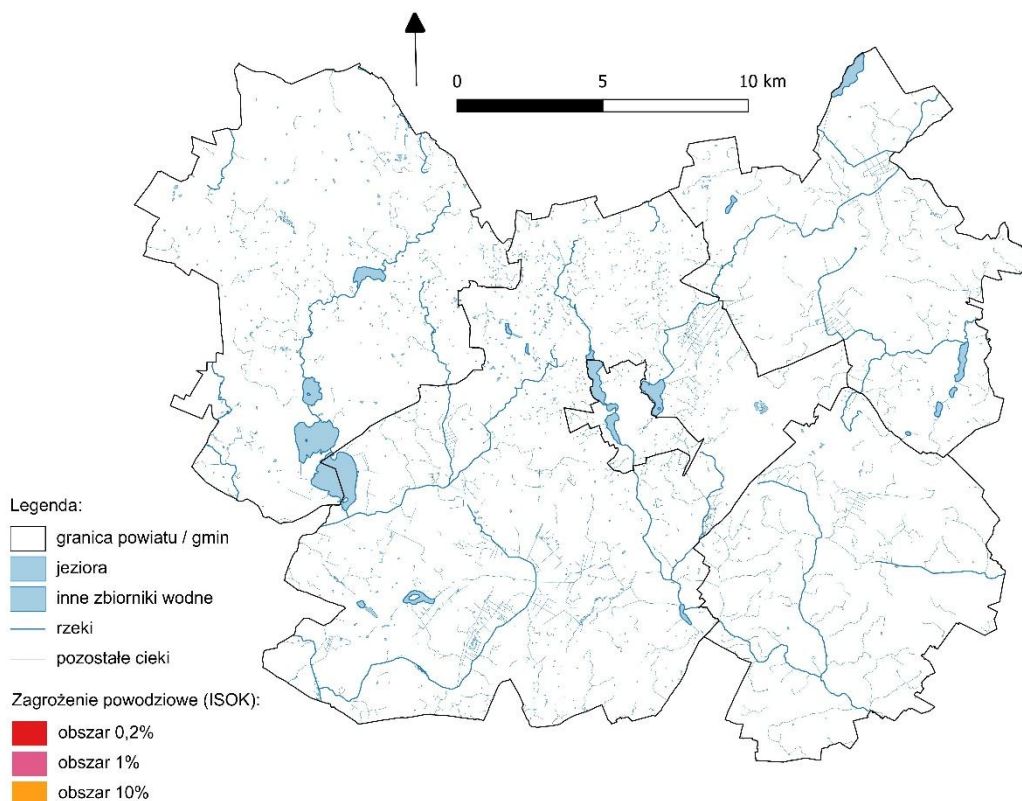 0 5 10 km
Legenda:
granica powiatu / gmin
jeziora
inne zbiorniki wodne
rzeki
pozostałe cieki
Zagrożenie powodziowe (ISOK):
obszar 0,2%
obszar 1%
obszar 10%